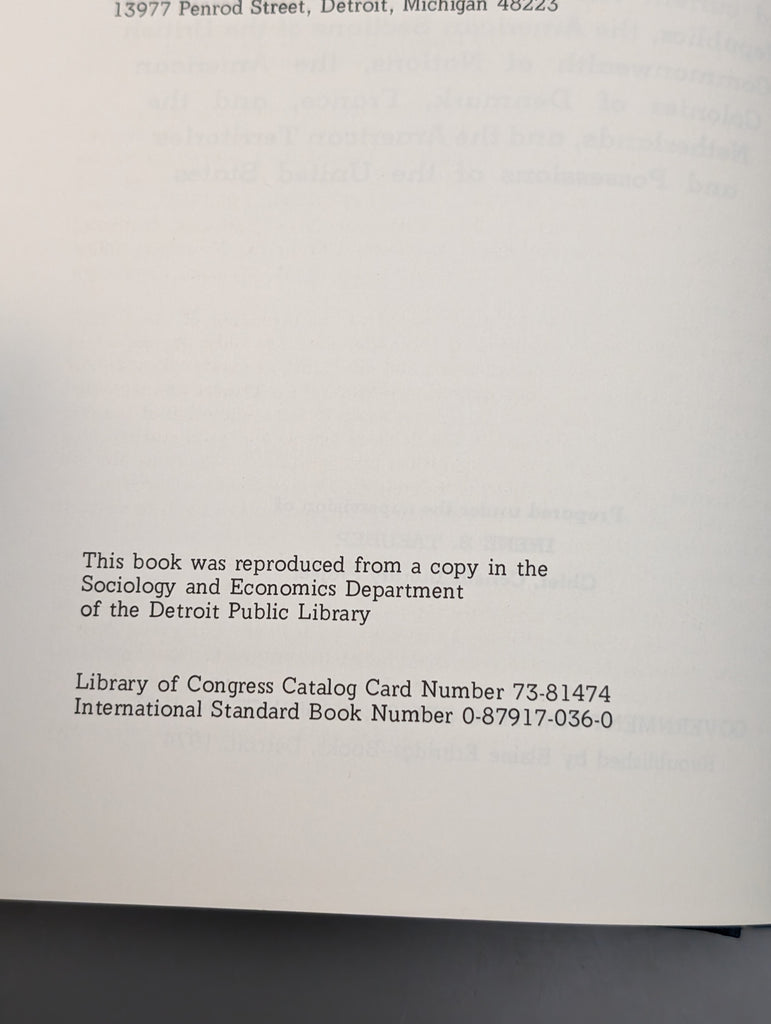 13977 Penrod Street, Detroit, Michigan 48223
This book was reproduced from a copy in the
Sociology and Economics Department
of the Detroit Public Library
Library of Congress Catalog Card Number 73-81474
International Standard Book Number 0-87917-036-0